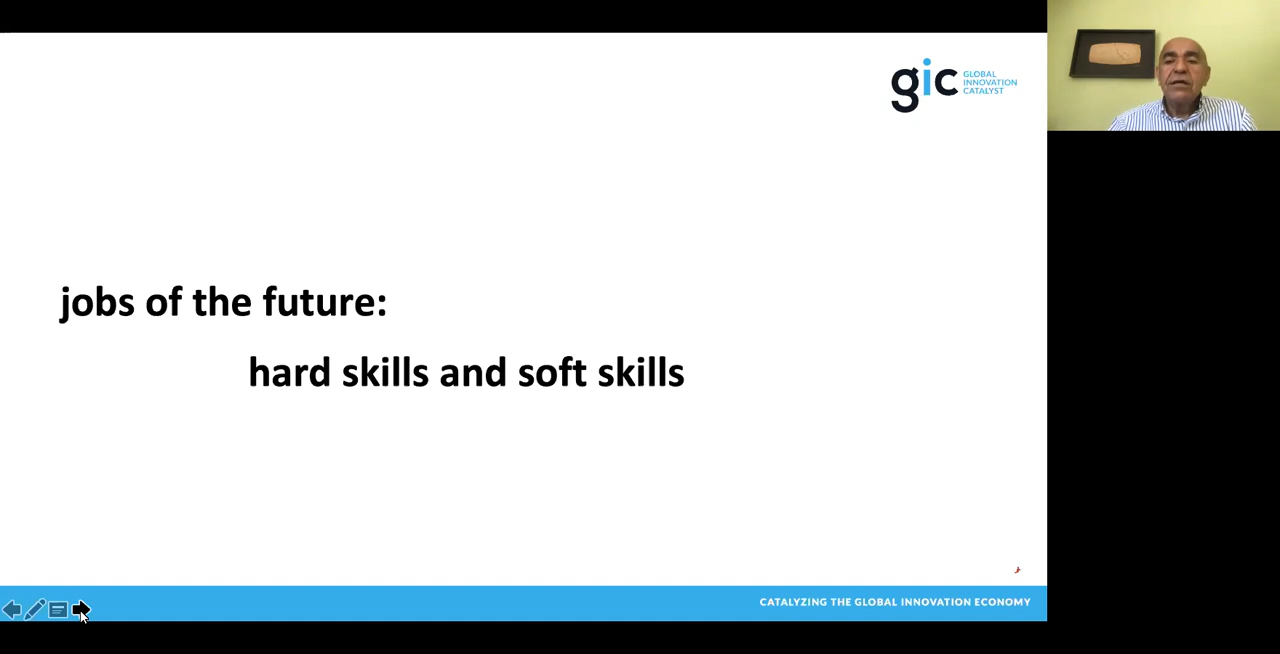 gic GLOBAL
INNOVATION
CATALYST
jobs of the future:
hard skills and soft skills
CATALYZING THE GLOBAL INNOVATION ECONOMY